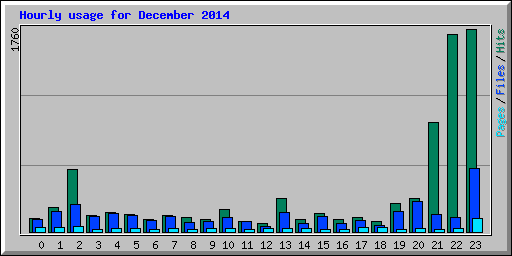 Hourly usage for December 2014
1760
Pages/Files/Hits
0 1 2 3 4 5 6 7 8 9 10 11 12 13 14 15 16 17 18 19 20 21 22 23